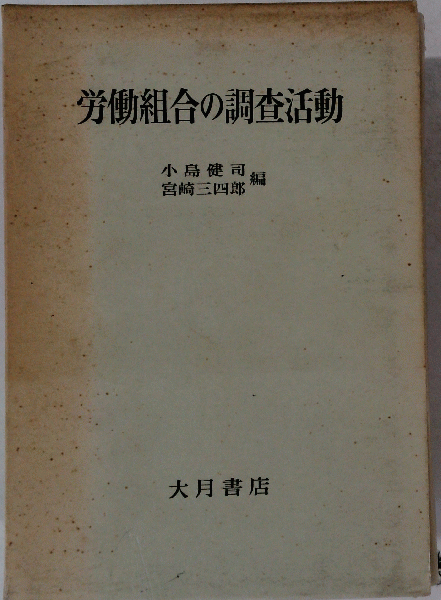 労働組合の調査活動
小島健司
宮崎三四郎
編
大月書店